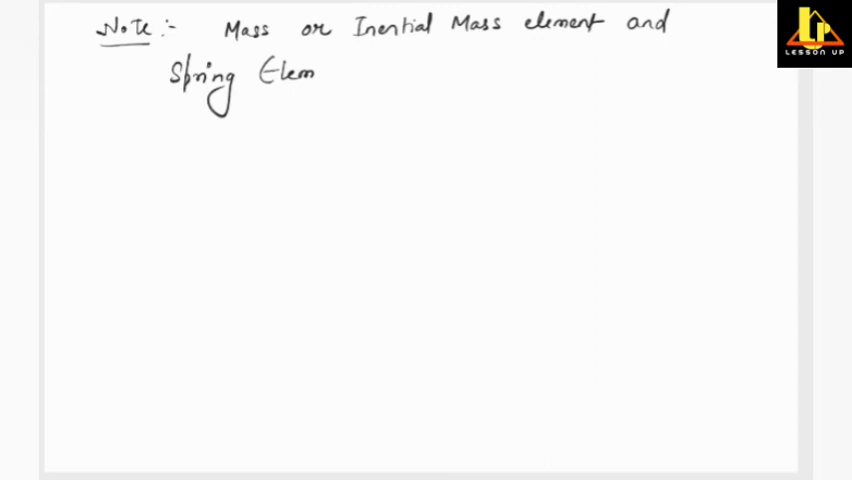 Note :- Mass or Inertial Mass element and
Spring Elem
LESSON UP